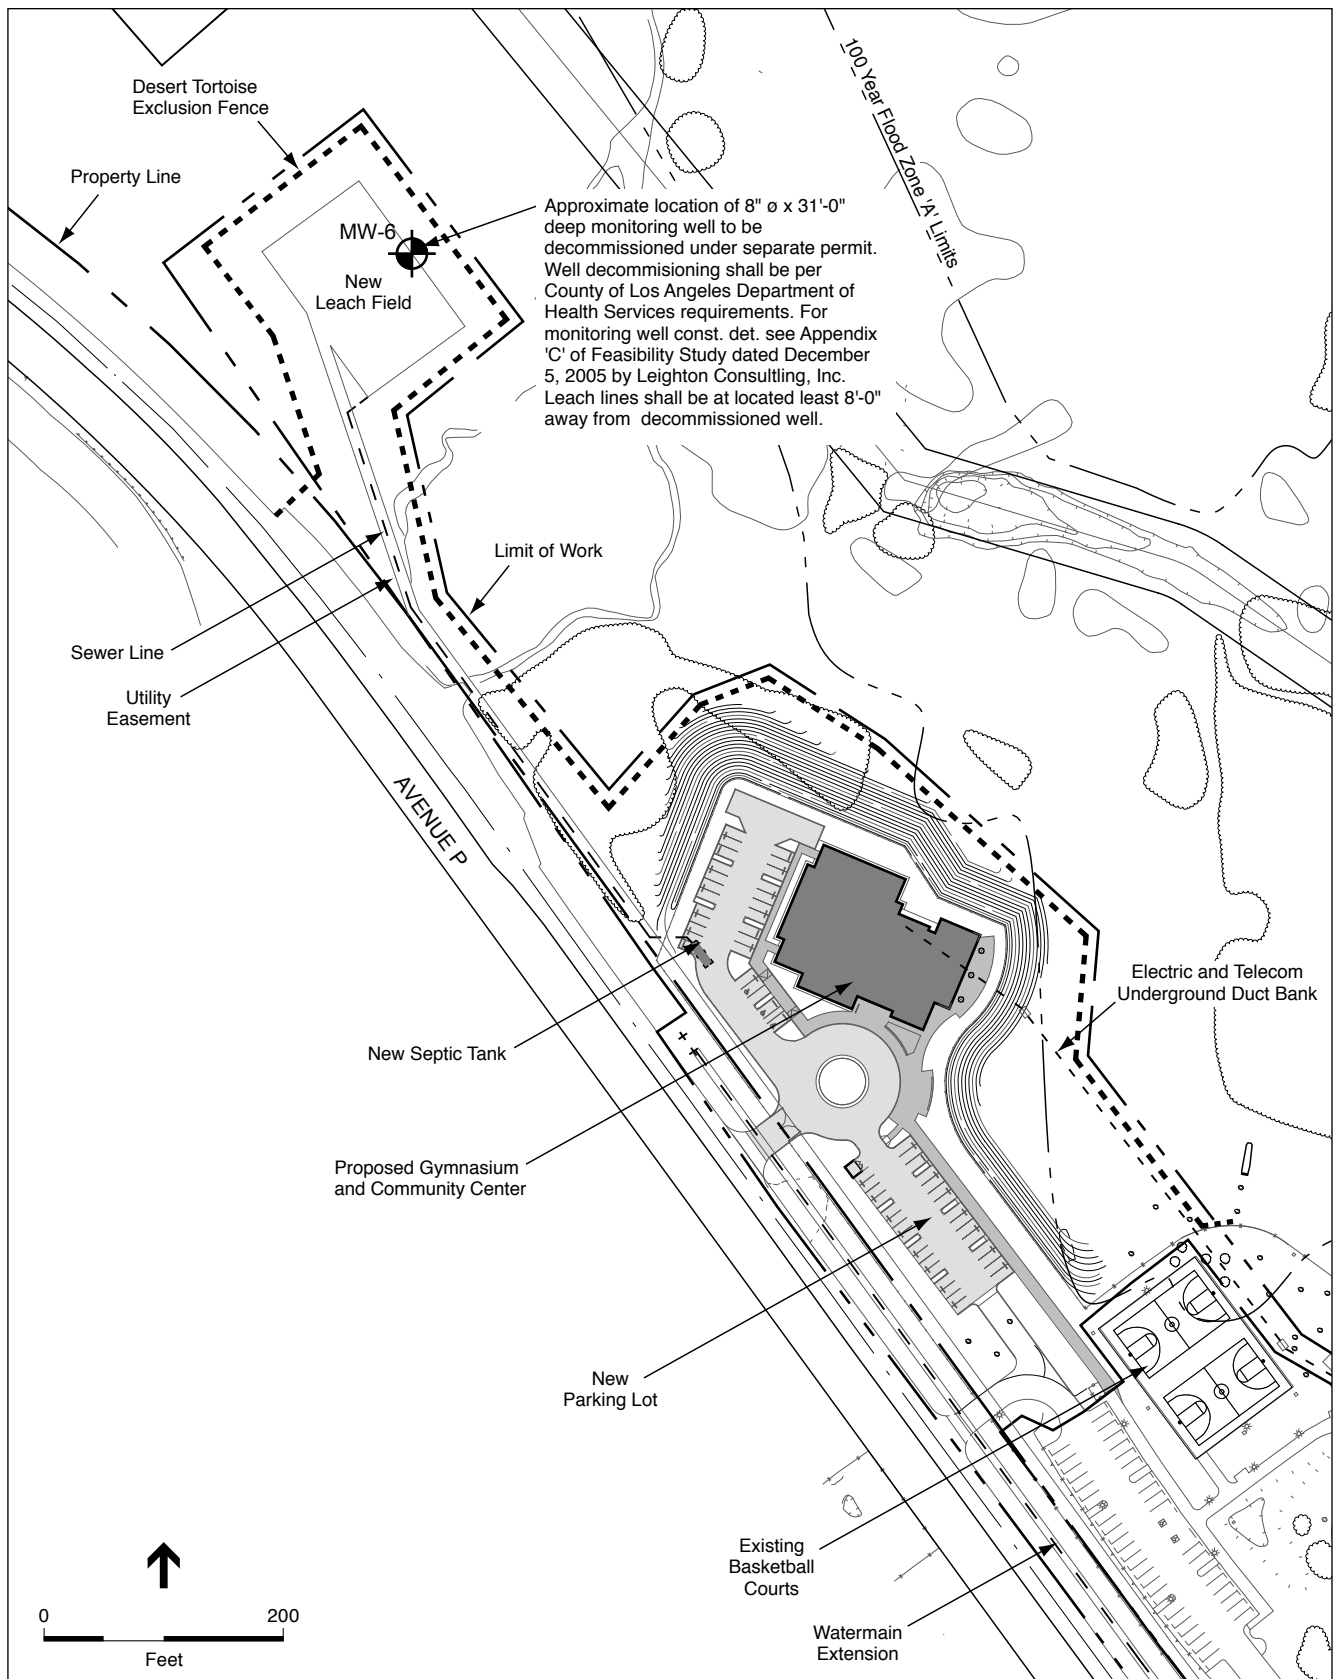 100 Year Flood Zone 'A' Limits
Desert Tortoise
Exclusion Fence
Property Line
MW-6
New
Leach Field
Approximate location of 8" ø x 31'-0"
deep monitoring well to be
decommissioned under separate permit.
Well decommisioning shall be per
County of Los Angeles Department of
Health Services requirements. For
monitoring well const. det. see Appendix
'C' of Feasibility Study dated December
5, 2005 by Leighton Consultling, Inc.
Leach lines shall be at located least 8'-0"
away from decommissioned well.
Limit of Work
Sewer Line
Utility
Easement
AVENUE P
Electric and Telecom
Underground Duct Bank
New Septic Tank
Proposed Gymnasium
and Community Center
New
Parking Lot
Existing
Basketball
Courts
Watermain
Extension
0 200
Feet